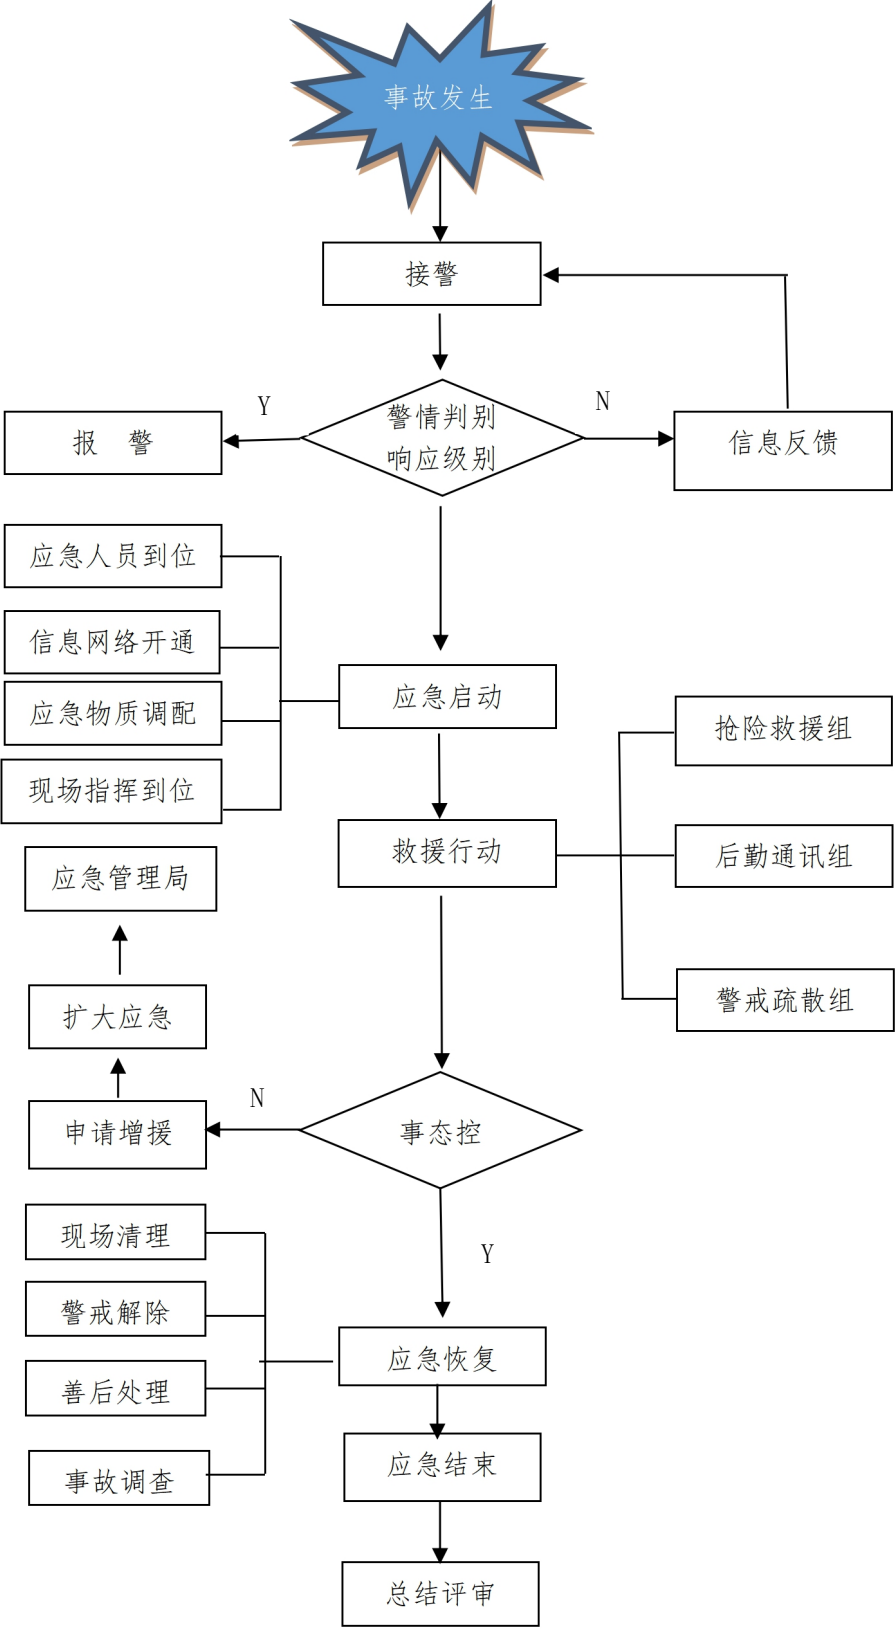 事故发生
接警
Y
N
警情判别
响应级别
报 警
信息反馈
应急人员到位
信息网络开通
应急物质调配
现场指挥到位
应急启动
抢险救援组
救援行动
后勤通讯组
警戒疏散组
应急管理局
扩大应急
N
申请增援
事态控
Y
现场清理
警戒解除
善后处理
事故调查
应急恢复
应急结束
总结评审